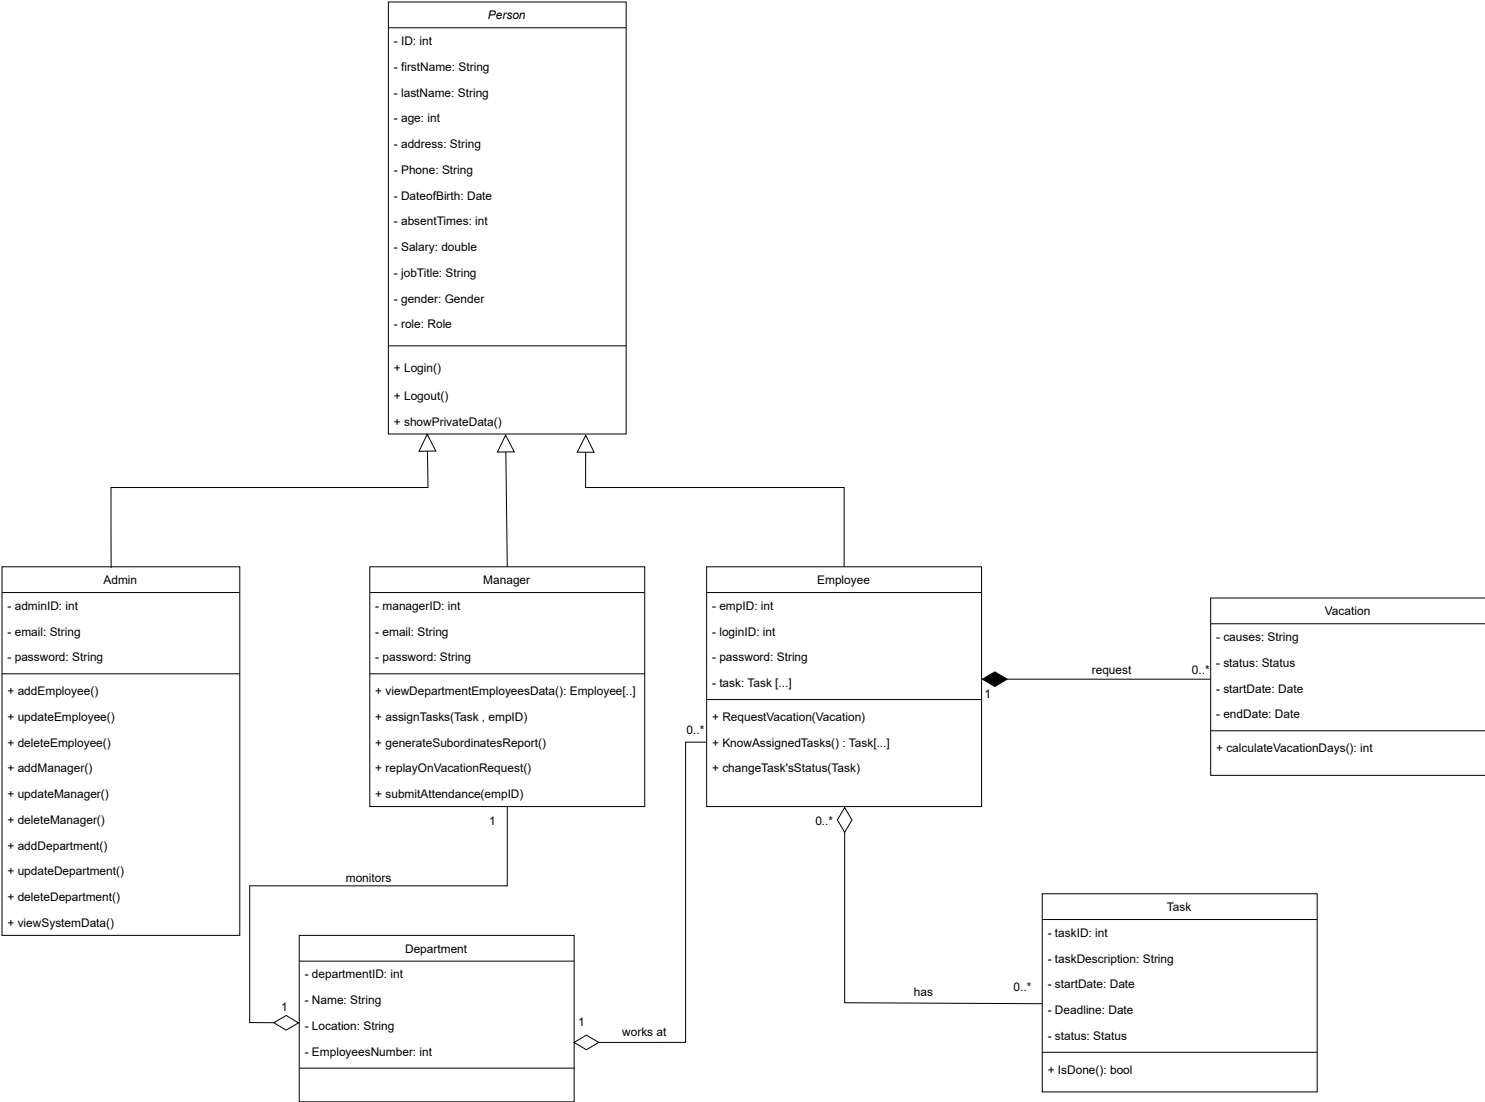 Person
- ID: int
- firstName: String
- lastName: String
- age: int
- address: String
- Phone: String
- DateofBirth: Date
- absentTimes: int
- Salary: double
- jobTitle: String
- gender: Gender
- role: Role
+ Login()
+ Logout()
+ showPrivateData()
Admin
- adminID: int
- email: String
- password: String
+ addEmployee()
+ updateEmployee()
+ deleteEmployee()
+ addManager()
+ updateManager()
+ deleteManager()
+ addDepartment()
+ updateDepartment()
+ deleteDepartment()
+ viewSystemData()
Manager
- managerID: int
- email: String
- password: String
+ viewDepartmentEmployeesData(): Employee[..]
+ assignTasks(Task , empID)
+ generateSubordinatesReport()
+ replayOnVacationRequest()
+ submitAttendance(empID)
Employee
- empID: int
- loginID: int
- password: String
- task: Task [...]
+ RequestVacation(Vacation)
+ KnowAssignedTasks() : Task[...]
+ changeTask'sStatus(Task)
Vacation
- causes: String
- status: Status
- startDate: Date
- endDate: Date
+ calculateVacationDays(): int
request
1
0..*
0..*
1
monitors
1
Department
- departmentID: int
- Name: String
- Location: String
- EmployeesNumber: int
1
works at
0..*
has
0..*
Task
- taskID: int
- taskDescription: String
- startDate: Date
- Deadline: Date
- status: Status
+ IsDone(): bool